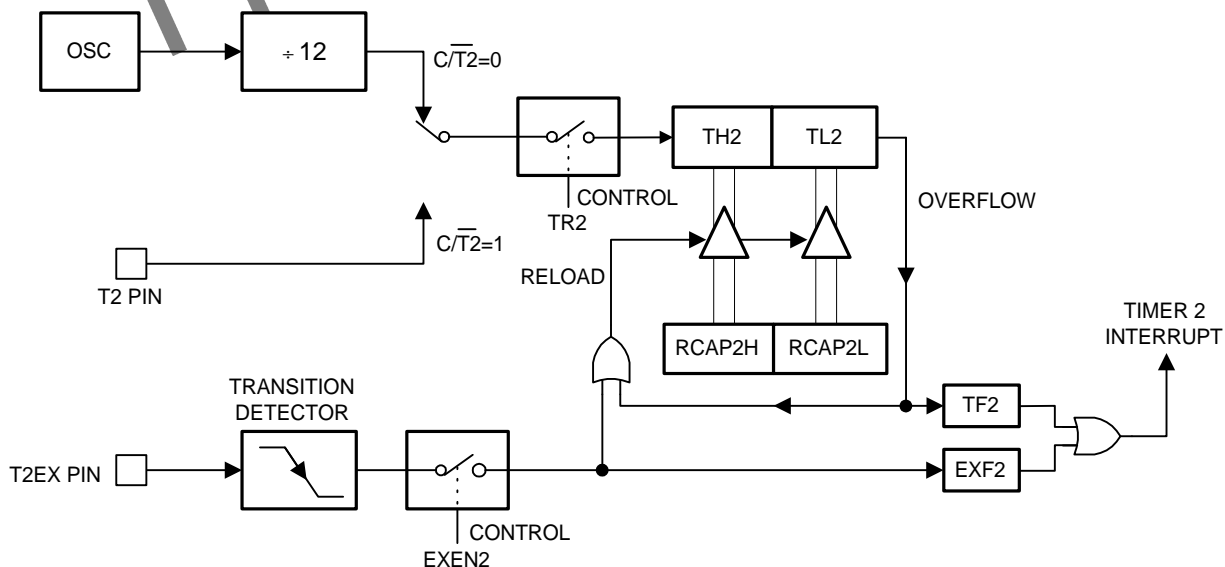 OSC
÷ 12
C/T2=0
TH2
TL2
CONTROL
TR2
OVERFLOW
C/T2=1
RELOAD
T2 PIN
TIMER 2
INTERRUPT
RCAP2H
RCAP2L
TRANSITION
DETECTOR
TF2
T2EX PIN
EXF2
CONTROL
EXEN2